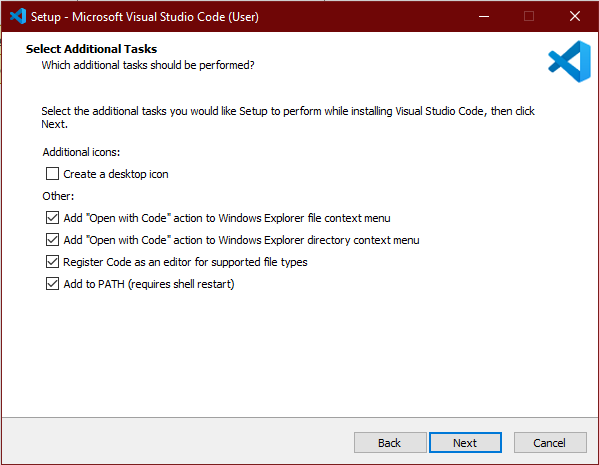 Setup - Microsoft Visual Studio Code (User)
Select Additional Tasks
Which additional tasks should be performed?
Select the additional tasks you would like Setup to perform while installing Visual Studio Code, then click
Next.
Additional icons:
Create a desktop icon
Other:
Add "Open with Code" action to Windows Explorer file context menu
Add "Open with Code" action to Windows Explorer directory context menu
Register Code as an editor for supported file types
Add to PATH (requires shell restart)
Back Next Cancel